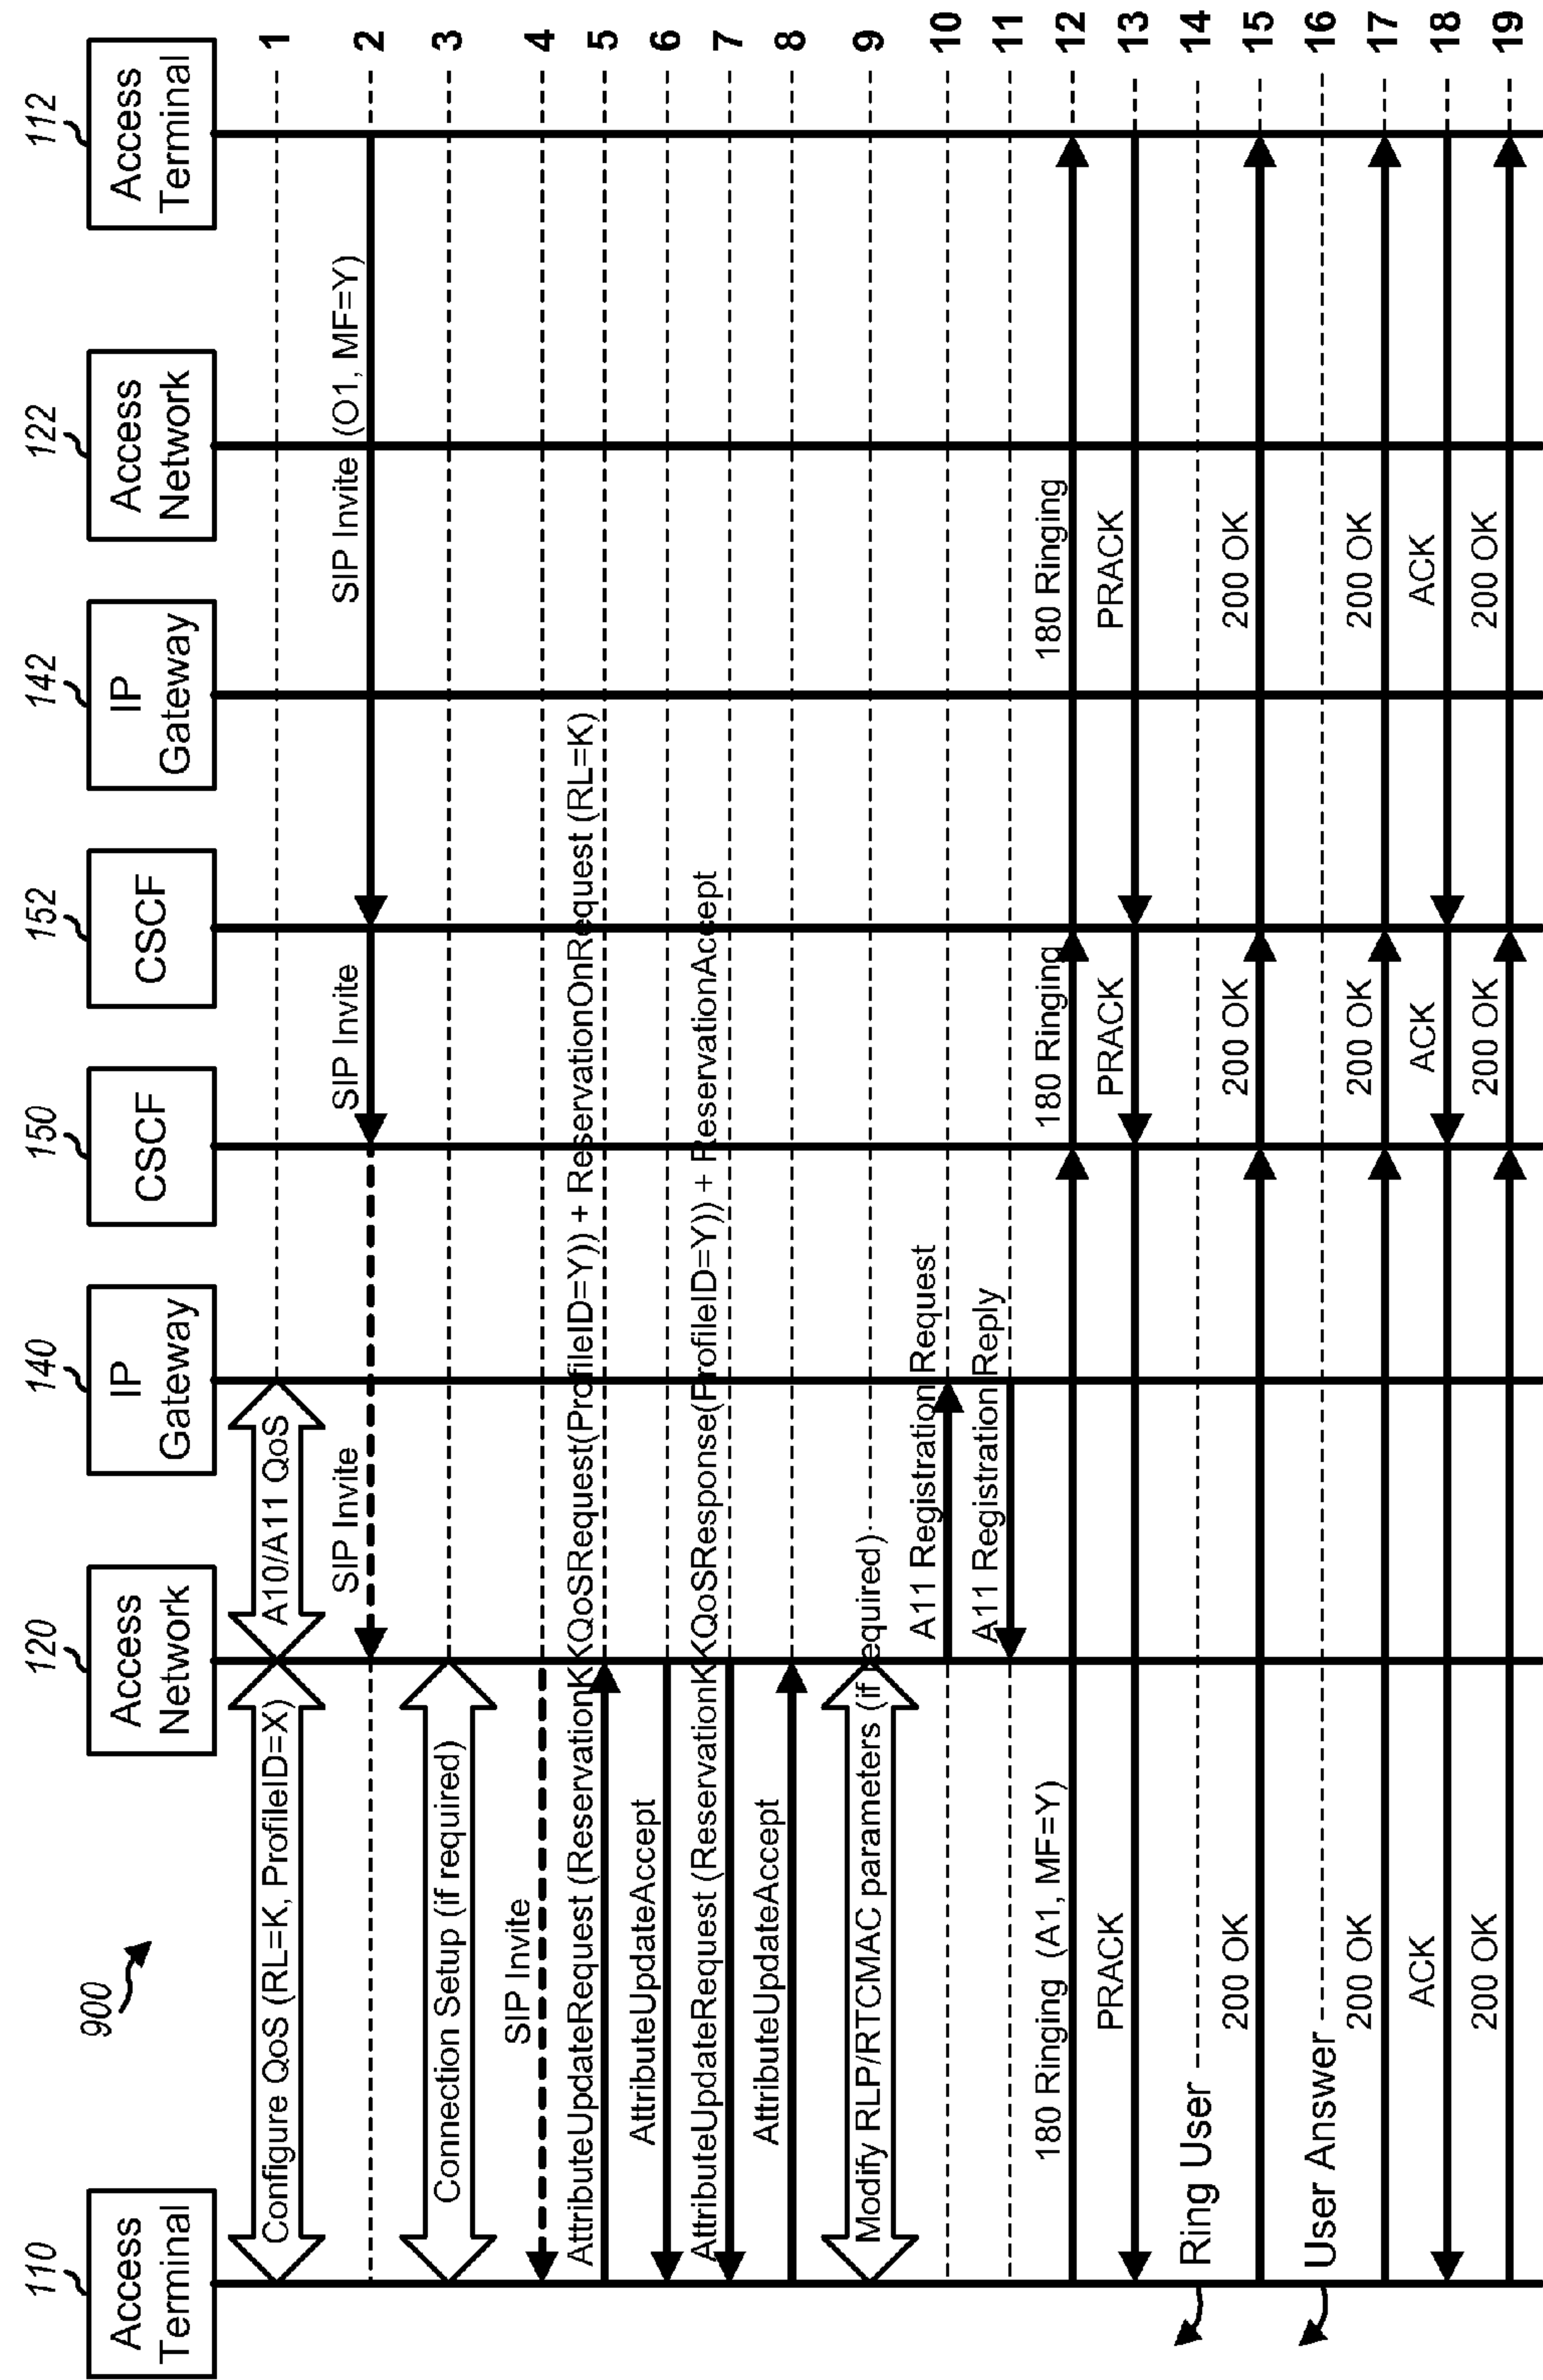 900
110
120
140
150
152
142
122
112
Access
Terminal
Access
Network
IP
Gateway
CSCF
CSCF
IP
Gateway
Access
Network
Access
Terminal
Configure QoS (RL=K, ProfileID=X)
A10/A11 QoS
1
SIP Invite
SIP Invite
SIP Invite (O1, MF=Y)
2
Connection Setup (if required)
3
SIP Invite
4
AttributeUpdateRequest (ReservationKKQoSRequest(ProfileID=Y)) + ReservationOnRequest (RL=K)
5
AttributeUpdateAccept
6
AttributeUpdateRequest (ReservationKKQoSResponse(ProfileID=Y)) + ReservationAccept
7
AttributeUpdateAccept
8
Modify RLP/RTCMAC parameters (if required)
9
A11 Registration Request
10
A11 Registration Reply
11
180 Ringing (A1, MF=Y)
180 Ringing
180 Ringing
12
PRACK
PRACK
PRACK
13
Ring User
14
200 OK
200 OK
200 OK
15
User Answer
16
200 OK
200 OK
200 OK
17
ACK
ACK
ACK
18
200 OK
200 OK
200 OK
19